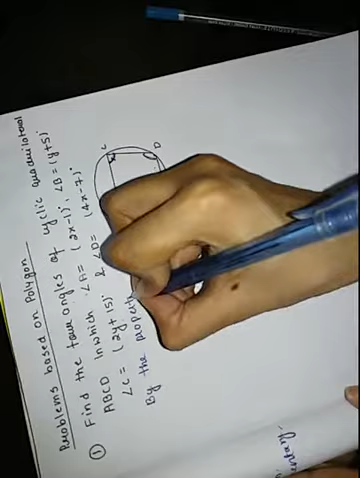 Problems based on Polygon
① Find the four angles of cyclic quadrilateral
ABCD in which ∠A = (2x-1)°, ∠B = (y+5)°
∠C = (2y+15)° & ∠D = (4x-7)°
By the
C
D